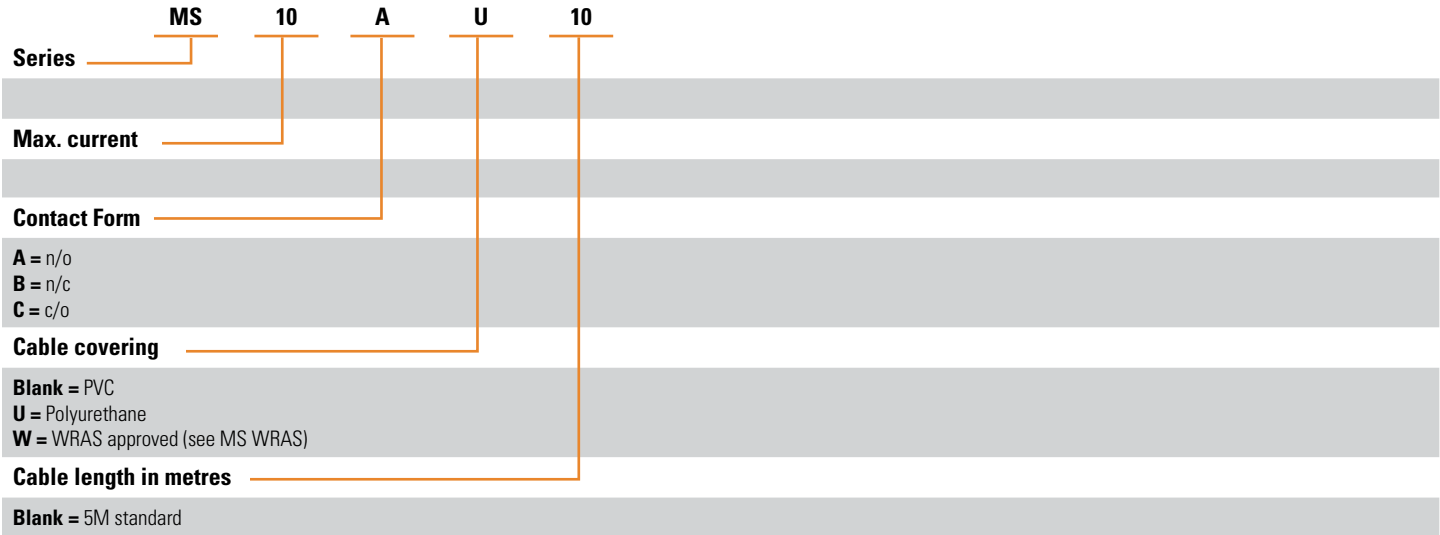 MS 10 A U 10
Series
Max. current
Contact Form
A = n/o
B = n/c
C = c/o
Cable covering
Blank = PVC
U = Polyurethane
W = WRAS approved (see MS WRAS)
Cable length in metres
Blank = 5M standard